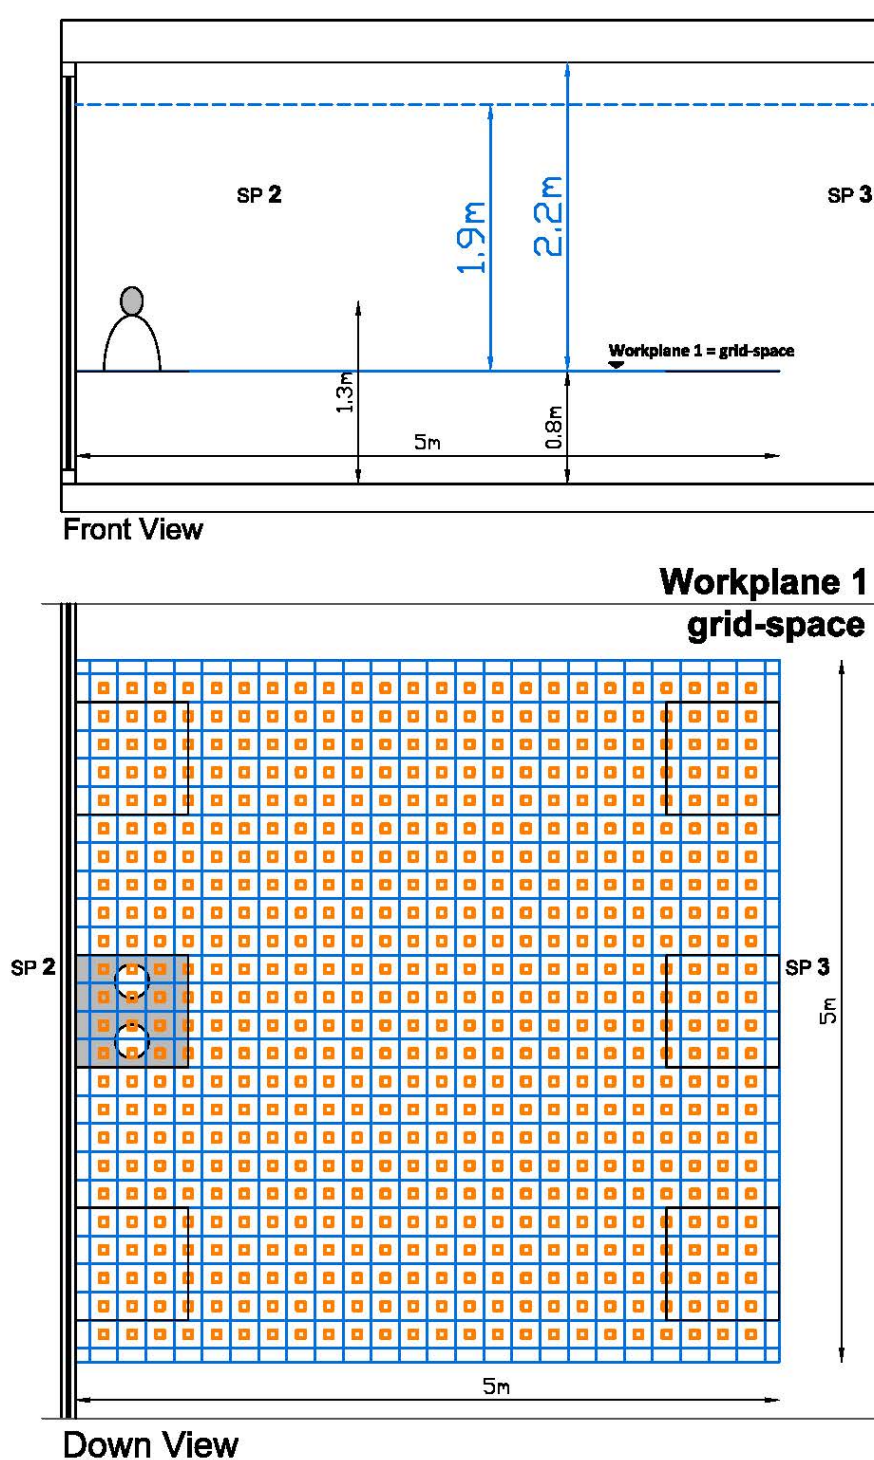 SP 2
SP 3
1.9m
2.2m
Workplane 1 = grid-space
1.3m
0.8m
5m
Front View
Workplane 1
grid-space
SP 2
SP 3
5m
5m
Down View